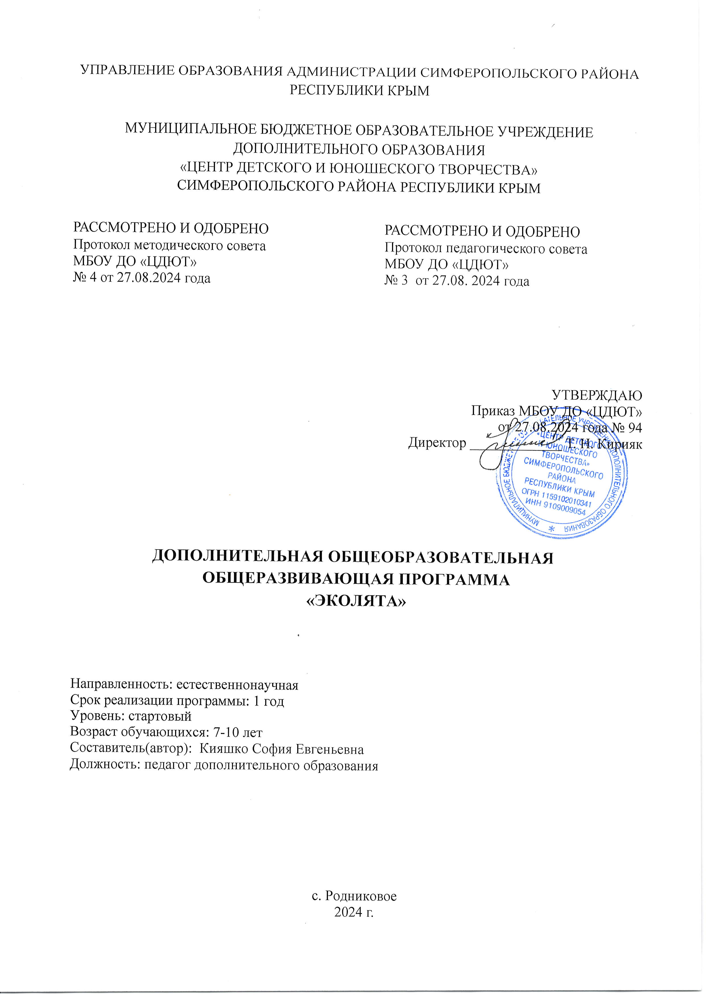 УПРАВЛЕНИЕ ОБРАЗОВАНИЯ АДМИНИСТРАЦИИ СИМФЕРОПОЛЬСКОГО РАЙОНА
РЕСПУБЛИКИ КРЫМ
МУНИЦИПАЛЬНОЕ БЮДЖЕТНОЕ ОБРАЗОВАТЕЛЬНОЕ УЧРЕЖДЕНИЕ
ДОПОЛНИТЕЛЬНОГО ОБРАЗОВАНИЯ
«ЦЕНТР ДЕТСКОГО И ЮНОШЕСКОГО ТВОРЧЕСТВА»
СИМФЕРОПОЛЬСКОГО РАЙОНА РЕСПУБЛИКИ КРЫМ
РАССМОТРЕНО И ОДОБРЕНО
Протокол методического совета
МБОУ ДО «ЦДЮТ»
№ 4 от 27.08.2024 года
РАССМОТРЕНО И ОДОБРЕНО
Протокол педагогического совета
МБОУ ДО «ЦДЮТ»
№ 3 от 27.08. 2024 года
УТВЕРЖДАЮ
Приказ МБОУ ДО «ЦДЮТ»
от 27.08.2024 года № 94
Директор ____________ Т. Н. Кирияк
МУНИЦИПАЛЬНОЕ БЮДЖЕТНОЕ УЧРЕЖДЕНИЕ ДОПОЛНИТЕЛЬНОГО ОБРАЗОВАНИЯ *
«ЦЕНТР ДЕТСКОГО
И ЮНОШЕСКОГО
ТВОРЧЕСТВА»
СИМФЕРОПОЛЬСКОГО
РАЙОНА
РЕСПУБЛИКИ КРЫМ
ОГРН 1159102010341
ИНН 9109009054
ДОПОЛНИТЕЛЬНАЯ ОБЩЕОБРАЗОВАТЕЛЬНАЯ
ОБЩЕРАЗВИВАЮЩАЯ ПРОГРАММА
«ЭКОЛЯТА»
Направленность: естественнонаучная
Срок реализации программы: 1 год
Уровень: стартовый
Возраст обучающихся: 7-10 лет
Составитель(автор): Кияшко София Евгеньевна
Должность: педагог дополнительного образования
с. Родниковое
2024 г.